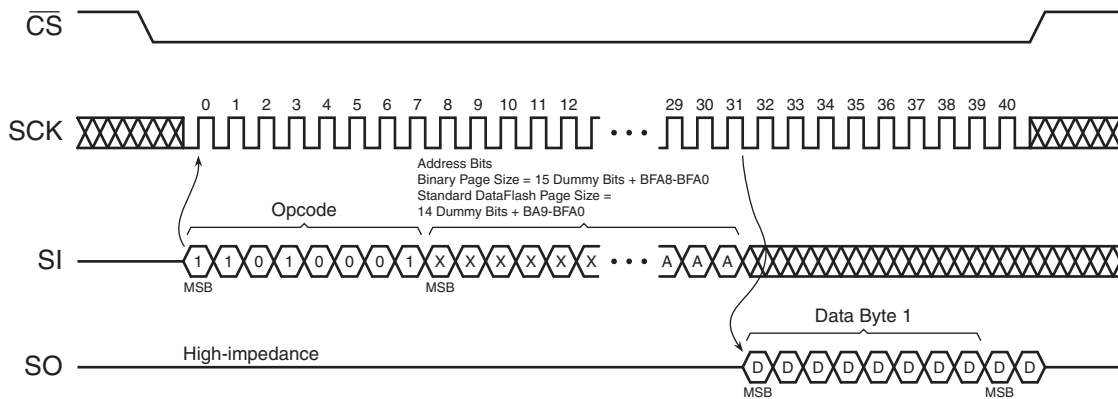 CS
0 1 2 3 4 5 6 7 8 9 10 11 12 29 30 31 32 33 34 35 36 37 38 39 40
SCK
Address Bits
Binary Page Size = 15 Dummy Bits + BFA8-BFA0
Standard DataFlash Page Size =
14 Dummy Bits + BA9-BFA0
Opcode
SI 1 1 0 1 0 0 0 1 X X X X X X A A A
MSB MSB
Data Byte 1
High-impedance
SO D D D D D D D D D D
MSB MSB